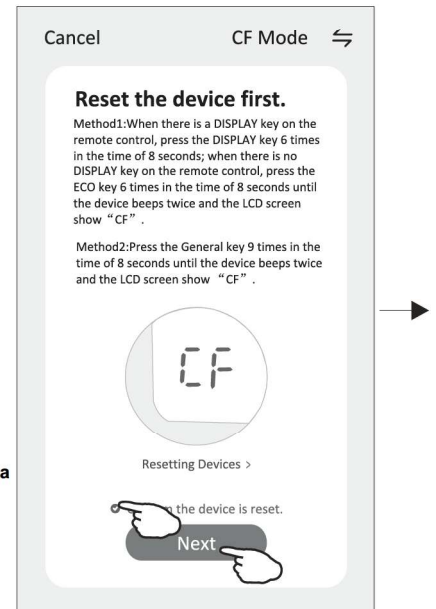 Cancel CF Mode
Reset the device first.
Method1:When there is a DISPLAY key on the
remote control, press the DISPLAY key 6 times
in the time of 8 seconds; when there is no
DISPLAY key on the remote control, press the
ECO key 6 times in the time of 8 seconds until
the device beeps twice and the LCD screen
show “CF” .
Method2:Press the General key 9 times in the
time of 8 seconds until the device beeps twice
and the LCD screen show “CF” .
CF
Resetting Devices >
a
the device is reset.
Next